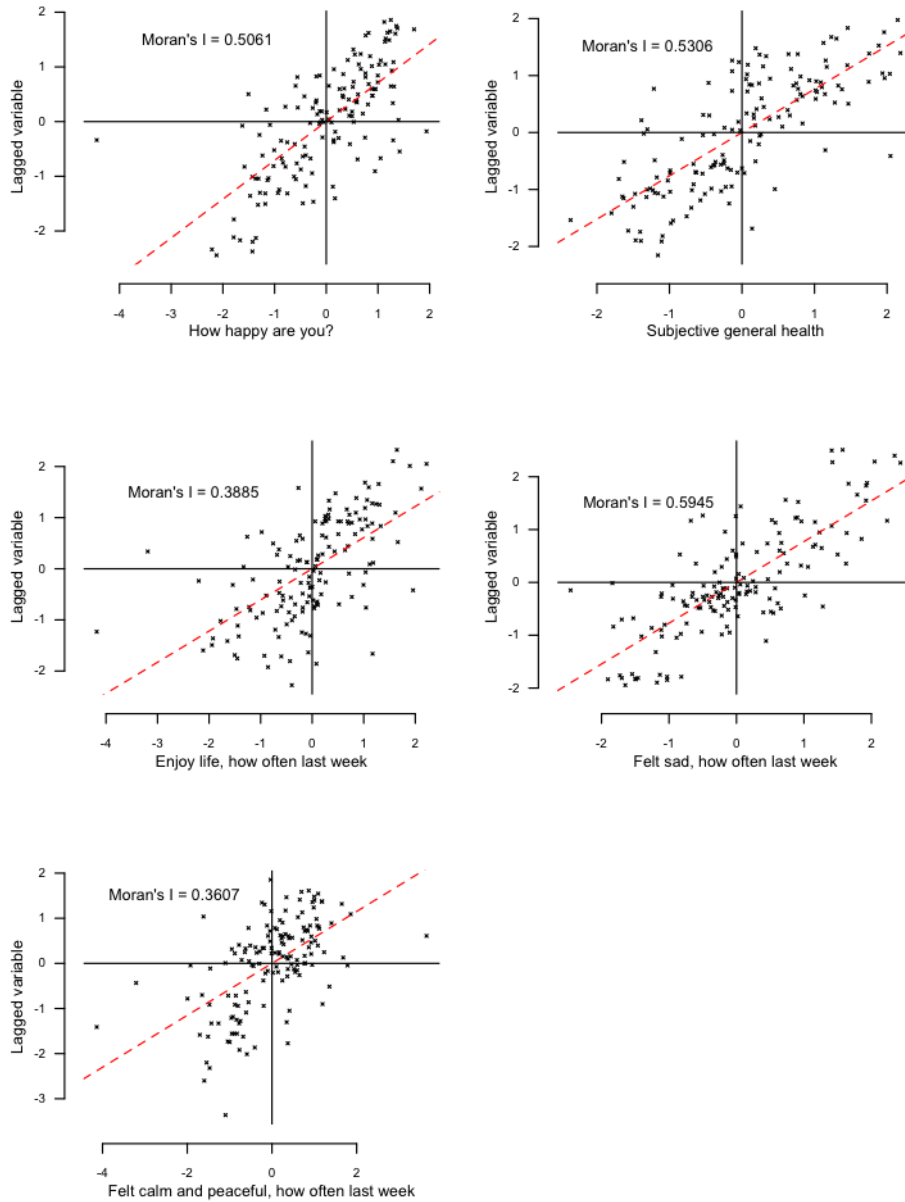 Moran's I = 0.5061
Lagged variable
1
0
-1
-2
-4 -3 -2 -1 0 1 2
How happy are you?
Moran's I = 0.5306
Lagged variable
2
1
0
-1
-2
-2 -1 0 1 2
Subjective general health
Moran's I = 0.3885
Lagged variable
2
1
0
-1
-2
-4 -3 -2 -1 0 1 2
Enjoy life, how often last week
Moran's I = 0.5945
Lagged variable
2
1
0
-1
-2
-2 -1 0 1 2
Felt sad, how often last week
Moran's I = 0.3607
Lagged variable
2
1
0
-1
-2
-3
-4 -2 0 2
Felt calm and peaceful, how often last week